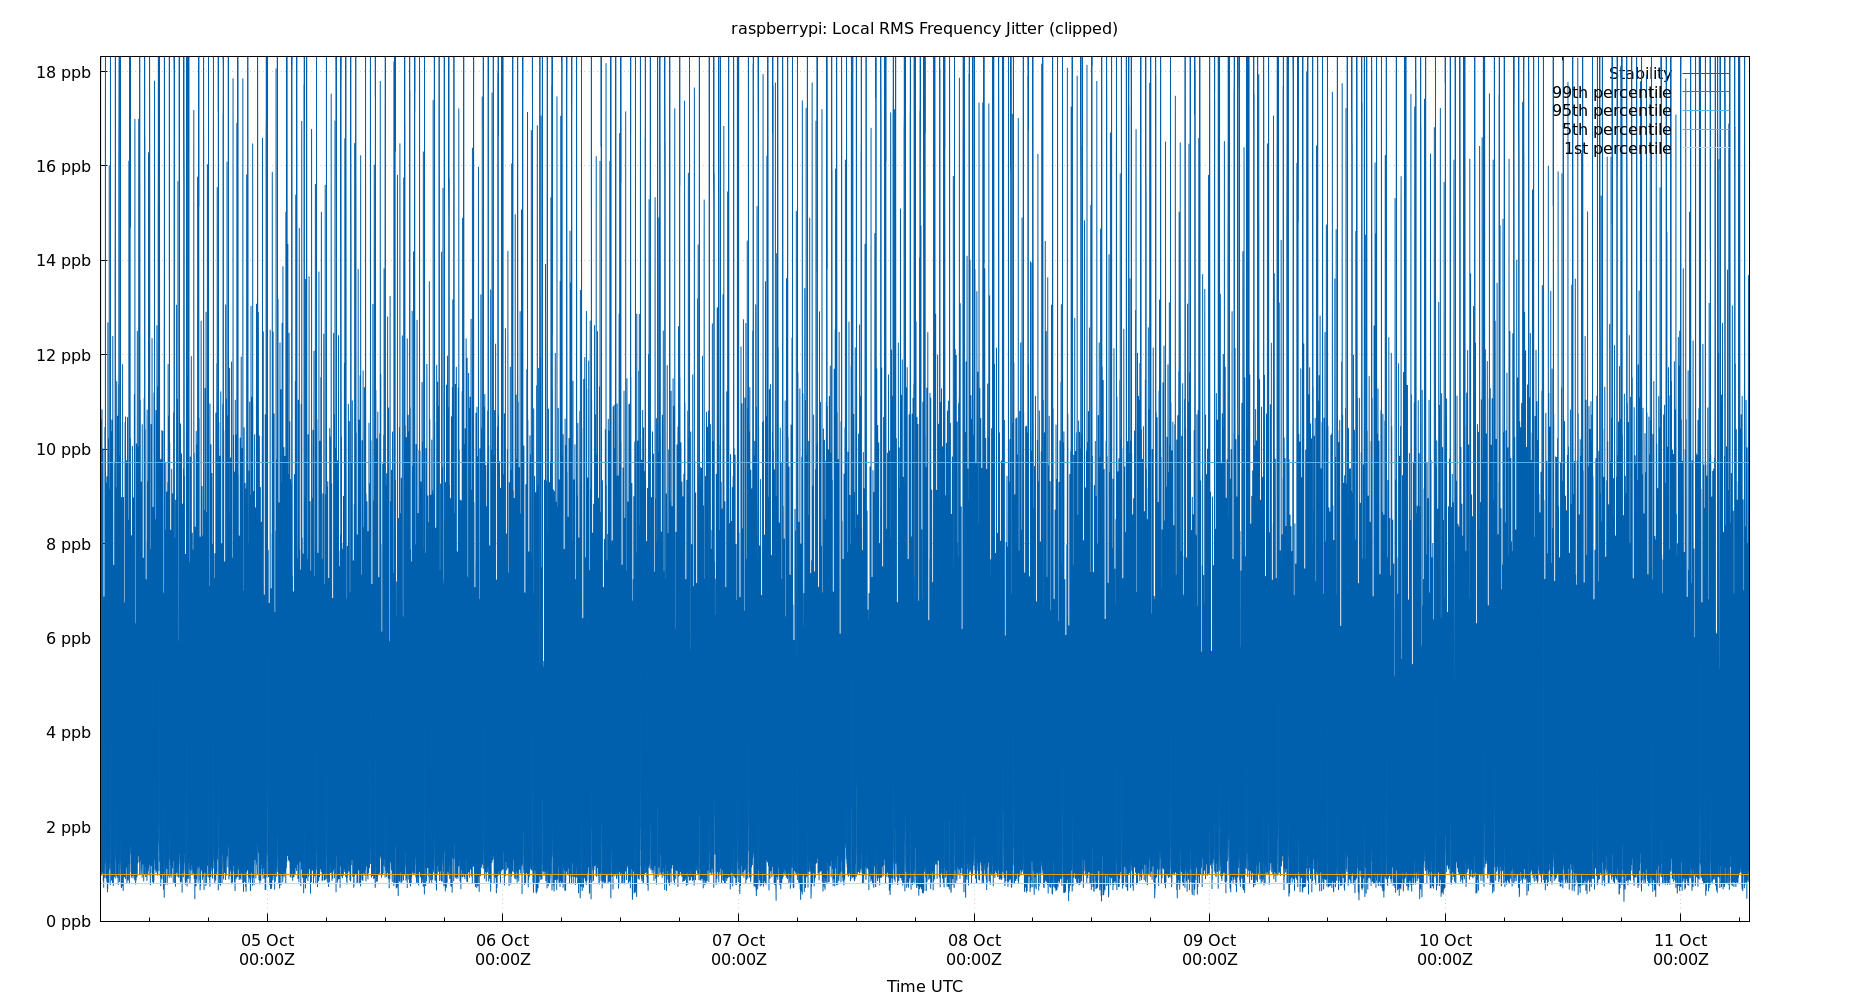 raspberrypi: Local RMS Frequency Jitter (clipped)
18 ppb
16 ppb
14 ppb
12 ppb
10 ppb
8 ppb
6 ppb
4 ppb
2 ppb
0 ppb
Stability
99th percentile
95th percentile
5th percentile
1st percentile
05 Oct 06 Oct 07 Oct 08 Oct 09 Oct 10 Oct 11 Oct
00:00Z 00:00Z 00:00Z 00:00Z 00:00Z 00:00Z 00:00Z
Time UTC